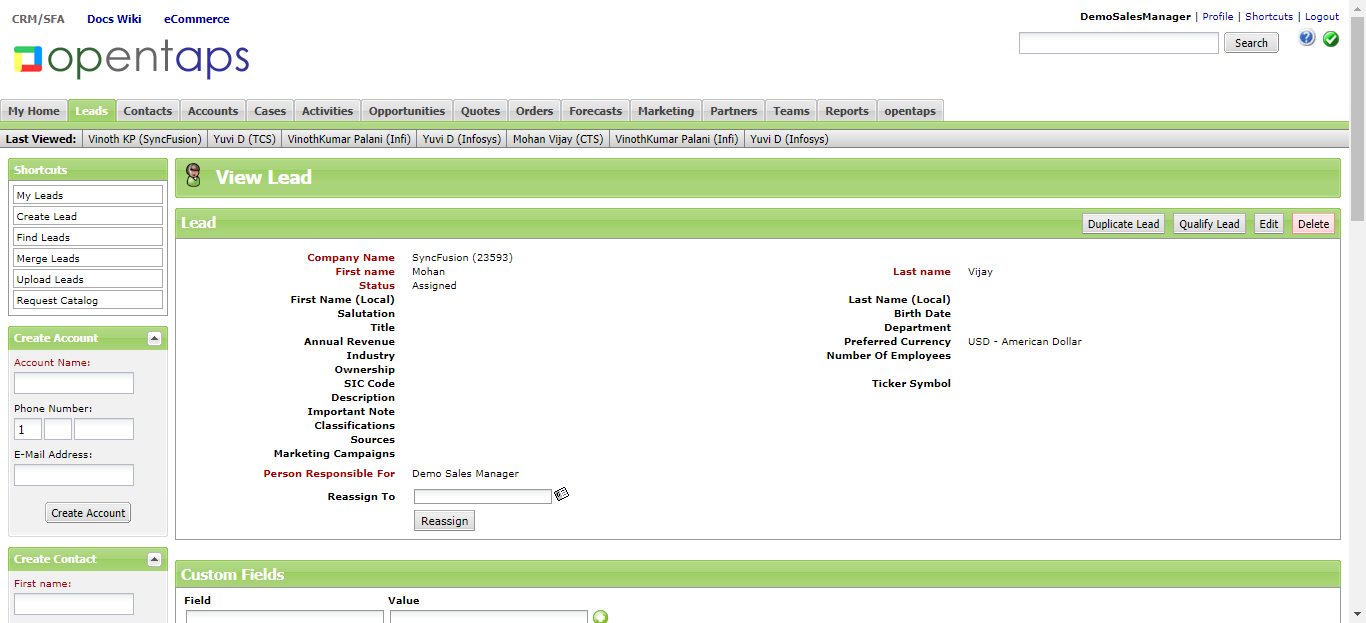 CRM/SFA Docs Wiki eCommerce
DemoSalesManager | Profile | Shortcuts | Logout
opentaps
Search
My Home Leads Contacts Accounts Cases Activities Opportunities Quotes Orders Forecasts Marketing Partners Teams Reports opentaps
Last Viewed: Vinoth KP (SyncFusion) Yuvi D (TCS) VinothKumar Palani (Infi) Yuvi D (Infosys) Mohan Vijay (CTS) VinothKumar Palani (Infi) Yuvi D (Infosys)
Shortcuts
My Leads
Create Lead
Find Leads
Merge Leads
Upload Leads
Request Catalog
Create Account
Account Name:
Phone Number:
1
E-Mail Address:
Create Account
Create Contact
First name:
View Lead
Lead
Duplicate Lead Qualify Lead Edit Delete
Company Name SyncFusion (23593)
First name Mohan Last name Vijay
Status Assigned
First Name (Local) Last Name (Local)
Salutation Birth Date
Title Department
Annual Revenue Preferred Currency USD - American Dollar
Industry Number Of Employees
Ownership
SIC Code Ticker Symbol
Description
Important Note
Classifications
Sources
Marketing Campaigns
Person Responsible For Demo Sales Manager
Reassign To
Reassign
Custom Fields
Field Value